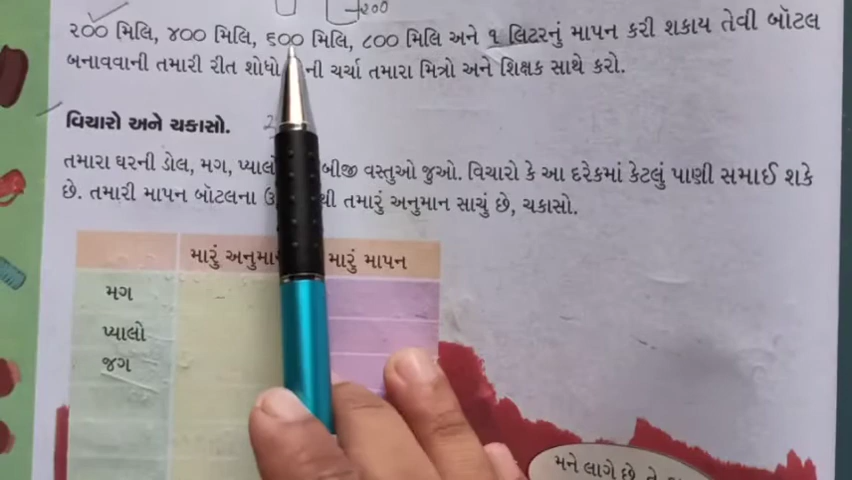 ૨૦૦
૨૦૦ મિલિ, ૪૦૦ મિલિ, ૬૦૦ મિલિ, ૮૦૦ મિલિ અને ૧ લિટરનું માપન કરી શકાય તેવી બૉટલ
બનાવવાની તમારી રીત શોધો ની ચર્ચા તમારા મિત્રો અને શિક્ષક સાથે કરો.
વિચારો અને ચકાસો.
તમારા ઘરની ડોલ, મગ, પ્યાલો બીજી વસ્તુઓ જુઓ. વિચારો કે આ દરેકમાં કેટલું પાણી સમાઈ શકે
છે. તમારી માપન બૉટલના તમારું અનુમાન સાચું છે, ચકાસો.
મારું અનુમાન મારું માપન
મગ
પ્યાલો
જગ
મને લાગે છે